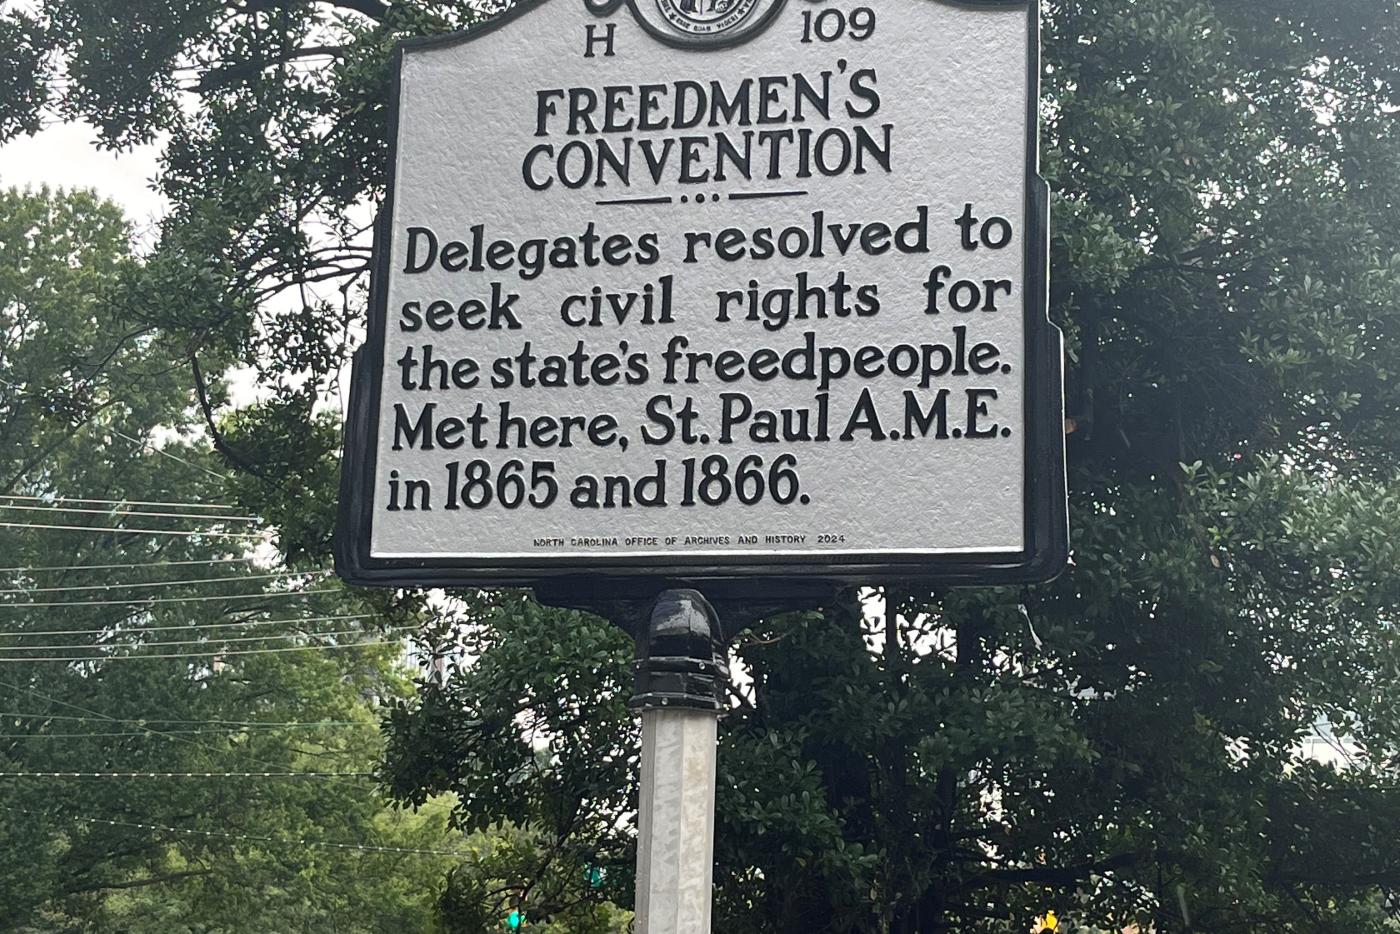 H 109
FREEDMEN'S
CONVENTION
Delegates resolved to
seek civil rights for
the state's freedpeople.
Met here, St. Paul A.M.E.
in 1865 and 1866.
NORTH CAROLINA OFFICE OF ARCHIVES AND HISTORY 2024